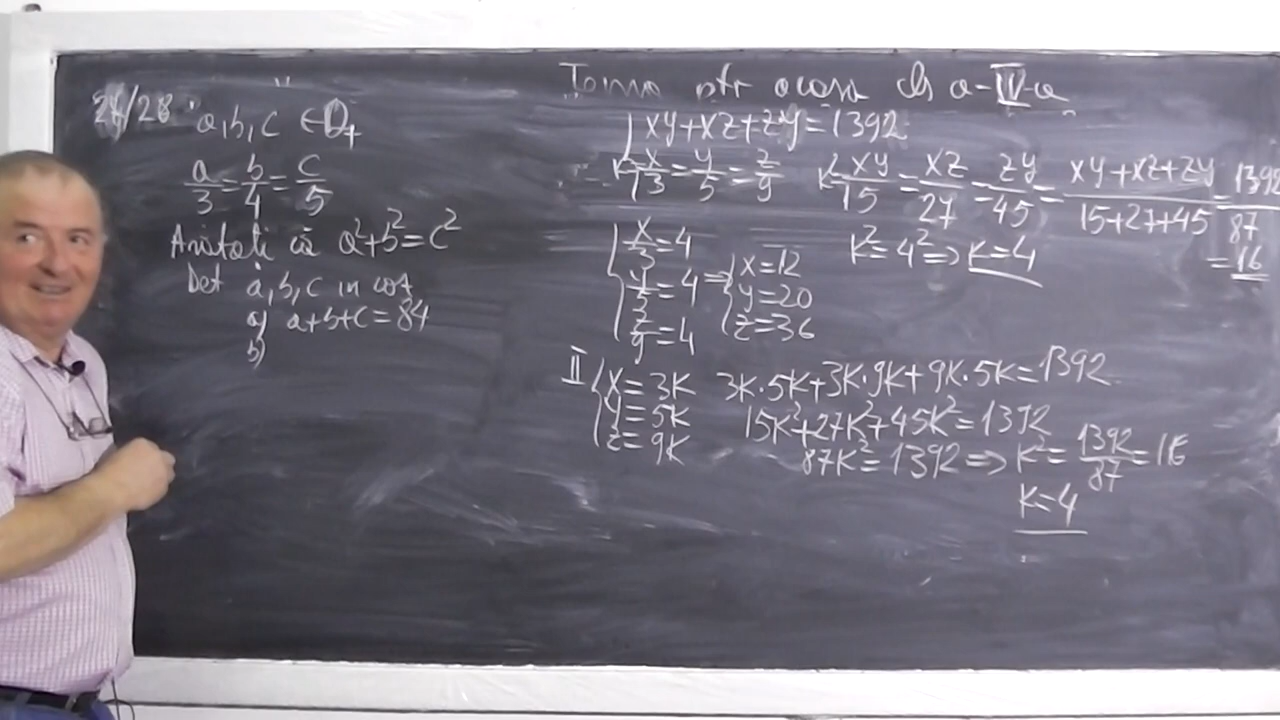 24/28 a,b,c ∈ Q₊
a/3 = b/4 = c/5
Arătați că a²+b²=c²
Det a,b,c în caz
a) a+b+c=84
b)
Tema ptr acasă cls a-IV-a
xy+xz+zy=1392
K= x/3 = y/5 = z/9
K² xy/15 = xz/27 = zy/45 = xy+xz+zy/15+27+45 = 1392/87
=16
K²=4² => K=4
x/3=4
y/5=4 => x=12
z/9=4 y=20
z=36
II x=3K 3K·5K+3K·9K+9K·5K=1392
y=5K 15K²+27K²+45K²=1392
z=9K 87K²=1392 => K²=1392/87=16
K=4